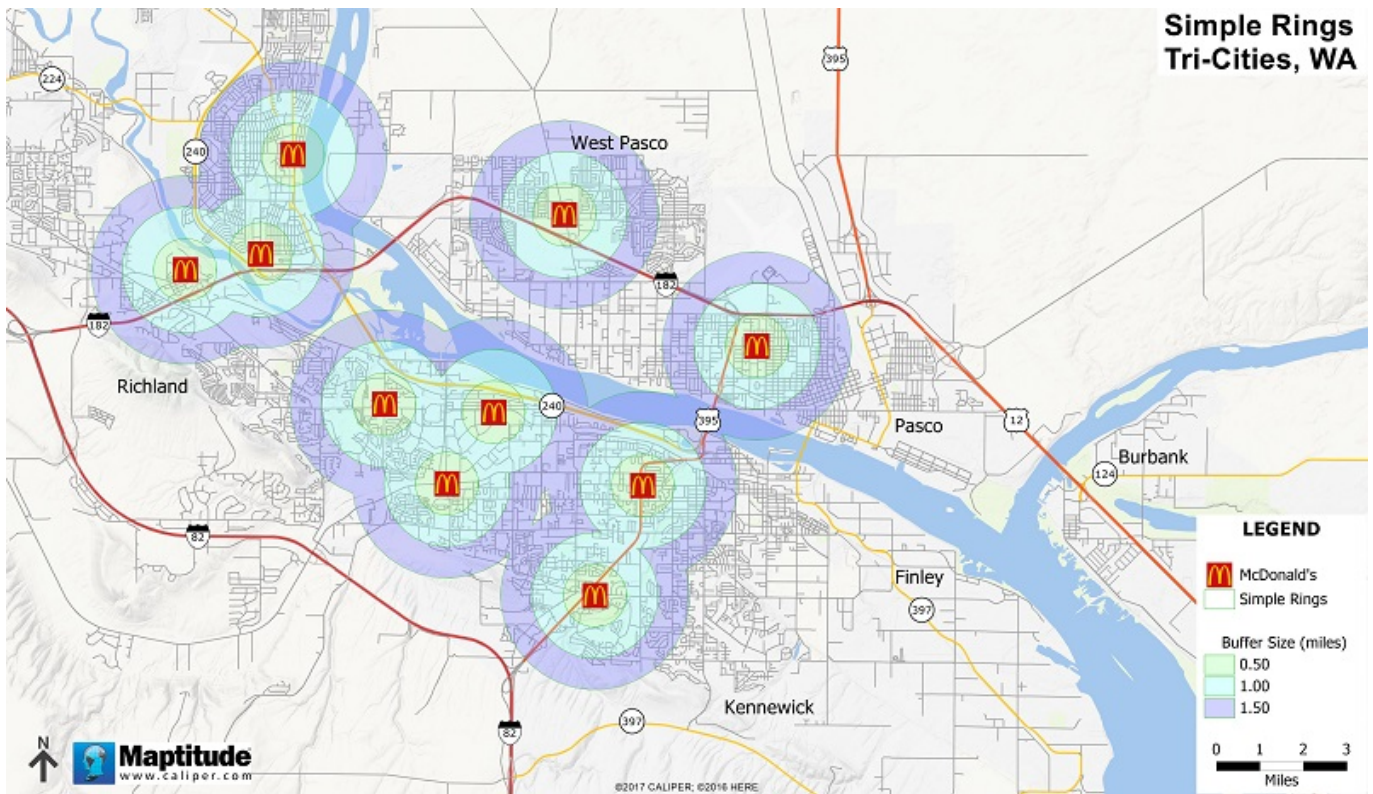 Simple Rings
Tri-Cities, WA
395
224
240
West Pasco
182
182
Richland
240
395
Pasco
12
Burbank
124
82
Finley
397
Kennewick
397
82
LEGEND
McDonald's
Simple Rings
Buffer Size (miles)
0.50
1.00
1.50
0 1 2 3
Miles
N
Maptitude
www.caliper.com
©2017 CALIPER; ©2016 HERE